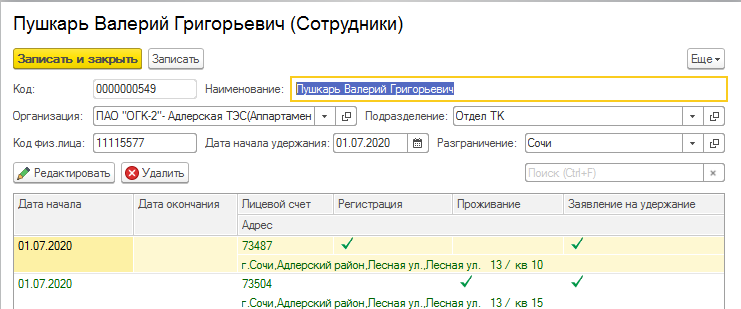 Пушкарь Валерий Григорьевич (Сотрудники)
Записать и закрыть Записать Еще
Код: 0000000549 Наименование: Пушкарь Валерий Григорьевич
Организация: ПАО "ОГК-2"- Адлерская ТЭС(Аппартамен Подразделение: Отдел ТК
Код физ.лица: 11115577 Дата начала удержания: 01.07.2020 Разграничение: Сочи
Редактировать Удалить Поиск (Ctrl+F) ×
Дата начала Дата окончания Лицевой счет Регистрация Проживание Заявление на удержание
Адрес
01.07.2020 73487
г.Сочи,Адлерский район,Лесная ул.,Лесная ул. 13 / кв 10
01.07.2020 73504
г.Сочи,Адлерский район,Лесная ул.,Лесная ул. 13 / кв 15